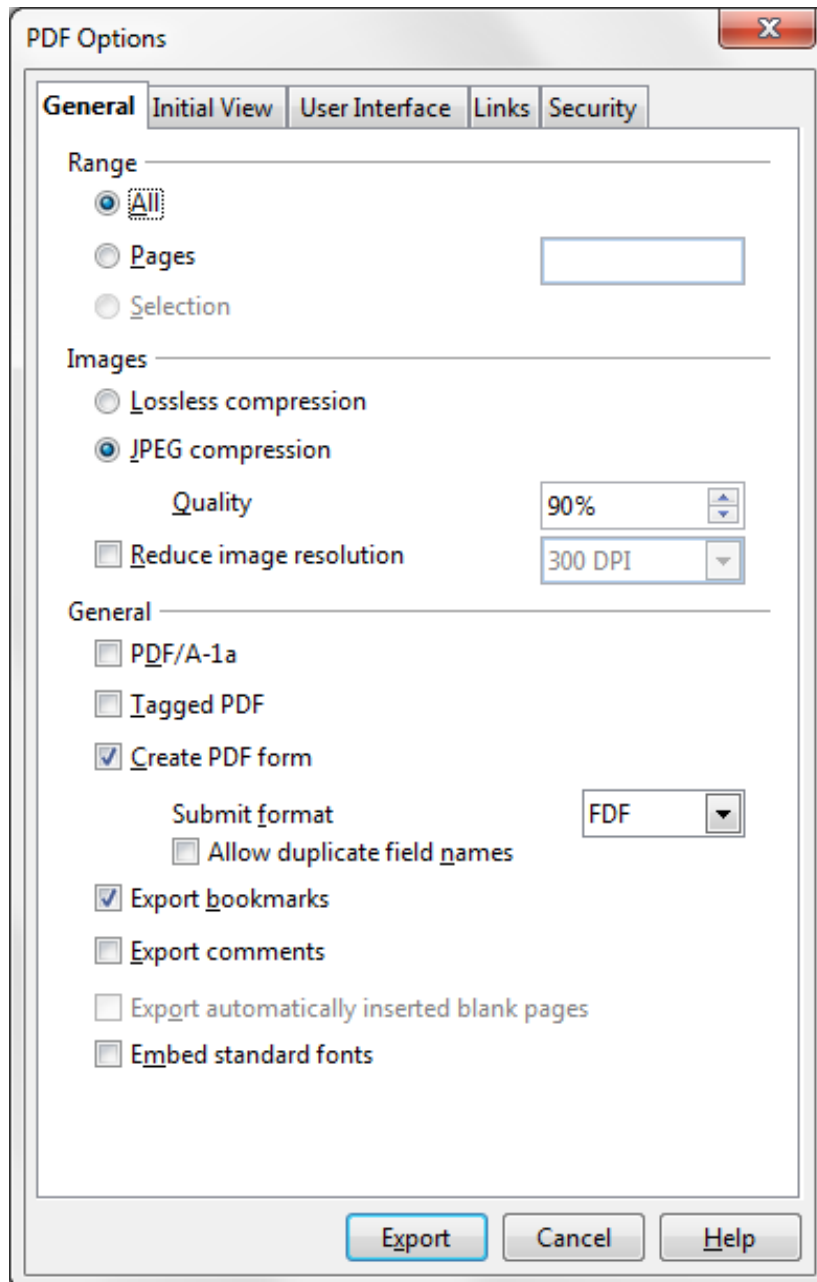 PDF Options
General Initial View User Interface Links Security
Range
All
Pages
Selection
Images
Lossless compression
JPEG compression
Quality 90%
Reduce image resolution 300 DPI
General
PDF/A-1a
Tagged PDF
Create PDF form
Submit format FDF
Allow duplicate field names
Export bookmarks
Export comments
Export automatically inserted blank pages
Embed standard fonts
Export Cancel Help